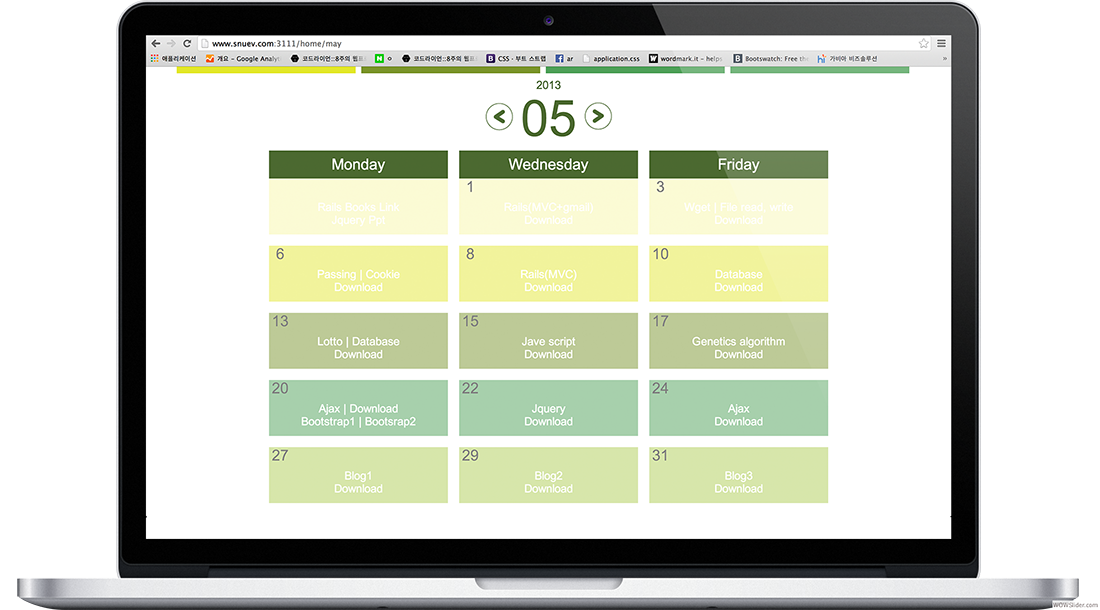 www.snuev.com:3111/home/may
애플리케이션 개요 - Google Analyt 코드라이언::8주의 웹프 o 코드라이언::8주의 웹프 CSS · 부트 스트랩 ar application.css wordmark.it - help Bootswatch: Free the 가비아 비즈솔루션 »
2013
05
Monday Wednesday Friday
1 3
Rails Books Link Rails(MVC+gmail) Wget | File read, write
Jquery Ppt Download Download
6 8 10
Passing | Cookie Rails(MVC) Database
Download Download Download
13 15 17
Lotto | Database Jave script Genetics algorithm
Download Download Download
20 22 24
Ajax | Download Jquery Ajax
Bootstrap1 | Bootsrap2 Download Download
27 29 31
Blog1 Blog2 Blog3
Download Download Download
WOWSlider.com